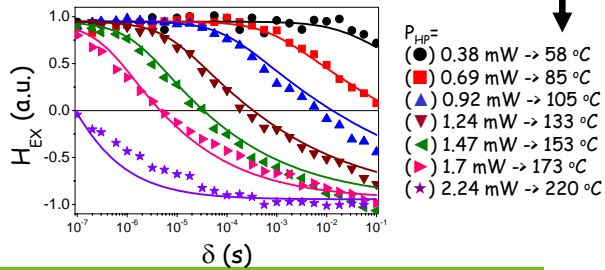 H_EX (a.u.)
1.0
0.5
0.0
-0.5
-1.0
10^-7 10^-6 10^-5 10^-4 10^-3 10^-2 10^-1
δ (s)
P_HP=
(●) 0.38 mW -> 58 °C
(■) 0.69 mW -> 85 °C
(▲) 0.92 mW -> 105 °C
(▼) 1.24 mW -> 133 °C
(◀) 1.47 mW -> 153 °C
(▶) 1.7 mW -> 173 °C
(★) 2.24 mW -> 220 °C